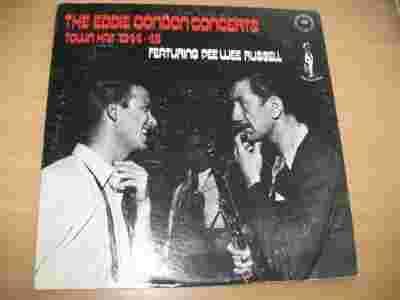 THE EDDIE CONDON CONCERTS
TOWN HALL 1944-45
FEATURING PEE WEE RUSSELL